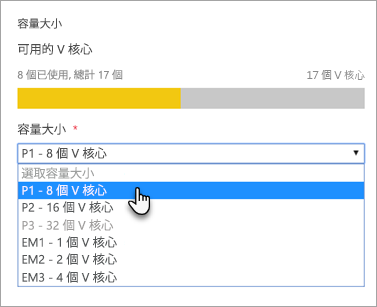 容量大小
可用的 V 核心
8 個已使用, 總計 17 個 17 個 V 核心
容量大小 *
P1 - 8 個 V 核心
選取容量大小
P1 - 8 個 V 核心
P2 - 16 個 V 核心
P3 - 32 個 V 核心
EM1 - 1 個 V 核心
EM2 - 2 個 V 核心
EM3 - 4 個 V 核心